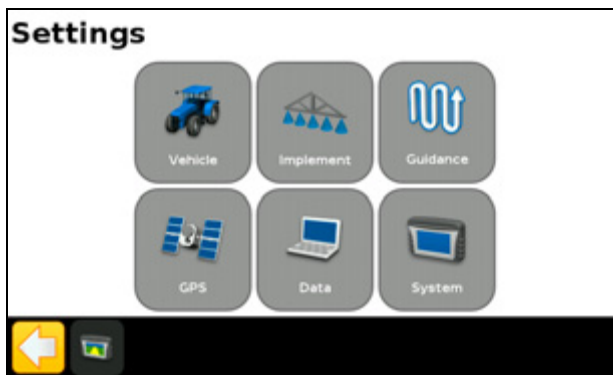 Settings
Vehicle
Implement
Guidance
GPS
Data
System